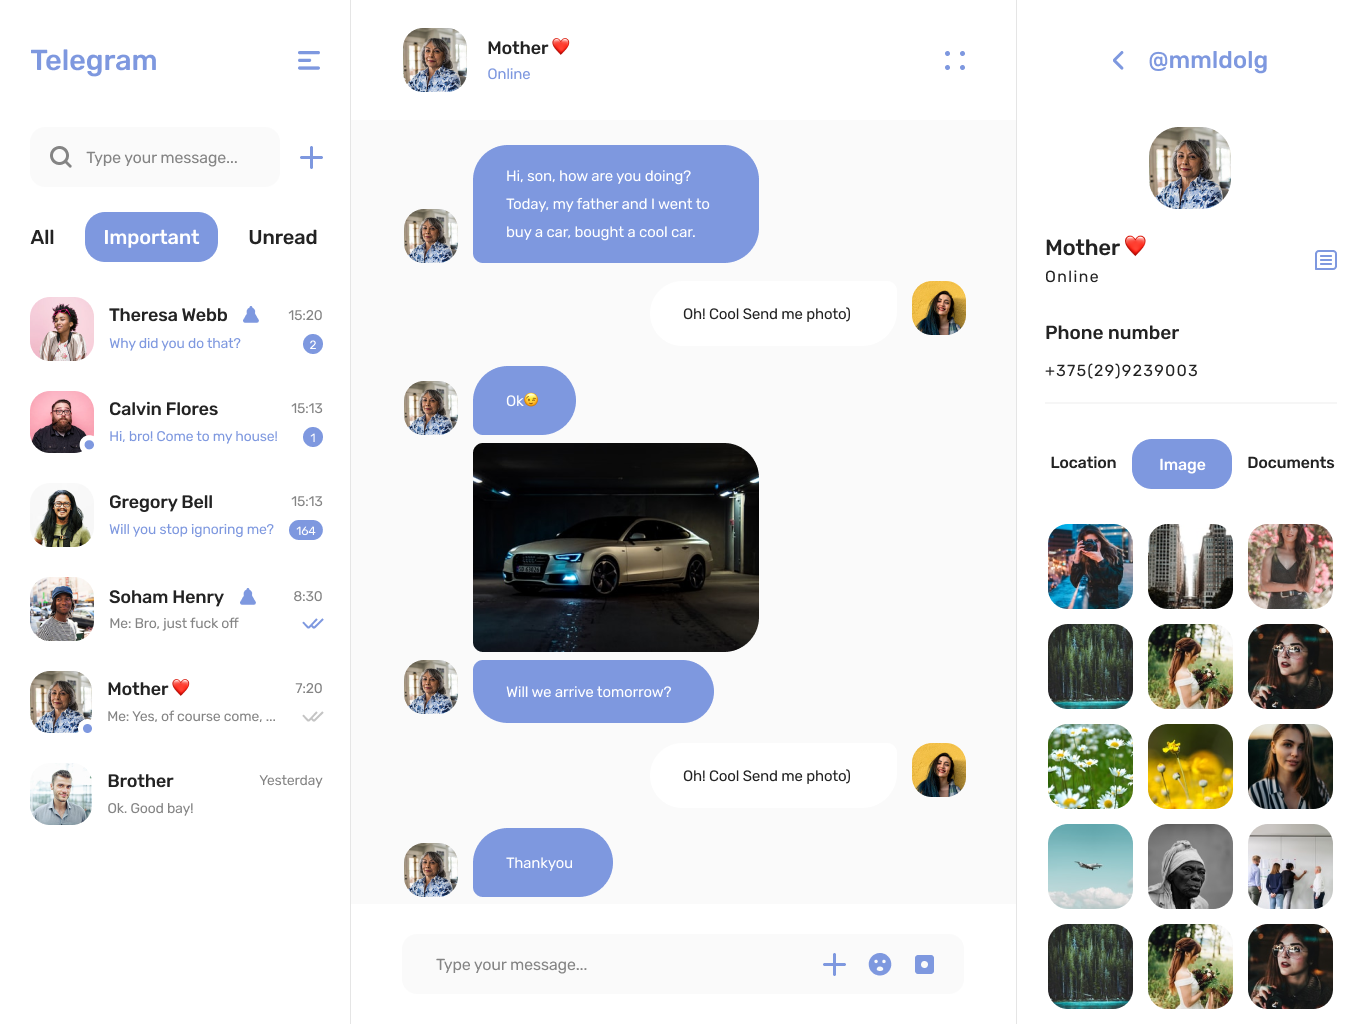 Telegram
Type your message...
All
Important
Unread
Theresa Webb
15:20
Why did you do that?
2
Calvin Flores
15:13
Hi, bro! Come to my house!
1
Gregory Bell
15:13
Will you stop ignoring me?
164
Soham Henry
8:30
Me: Bro, just fuck off
Mother ❤️
7:20
Me: Yes, of course come, ...
Brother
Yesterday
Ok. Good bay!
Mother ❤️
Online
Hi, son, how are you doing?
Today, my father and I went to
buy a car, bought a cool car.
Oh! Cool Send me photo)
Ok😉
Will we arrive tomorrow?
Oh! Cool Send me photo)
Thankyou
Type your message...
@mmldolg
Mother ❤️
Online
Phone number
+375(29)9239003
Location
Image
Documents